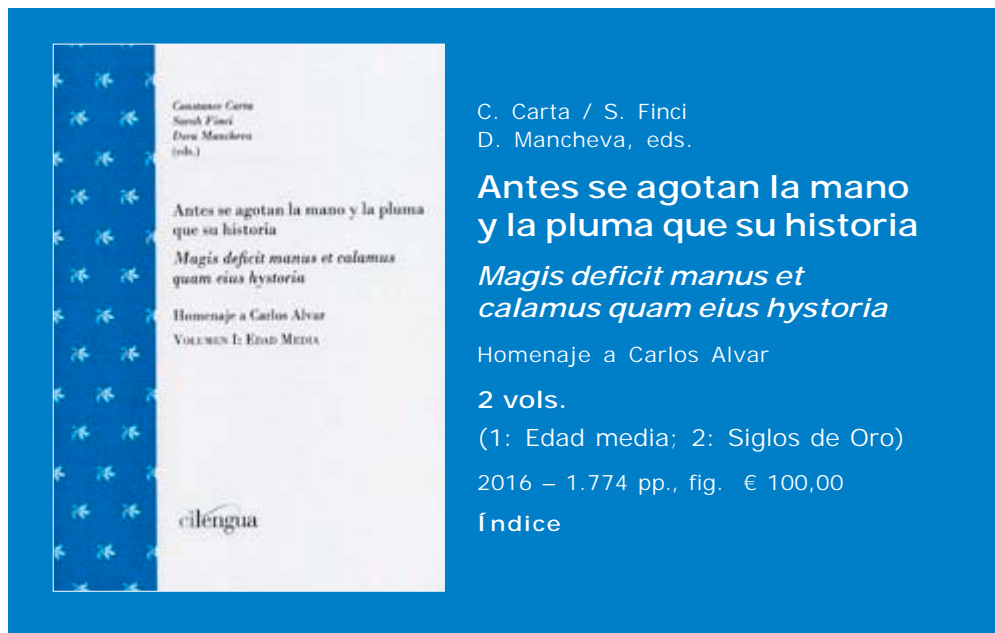 Constance Carta
Sarah Finci
Dora Mancheva
(eds.)
Antes se agotan la mano y la pluma
que su historia
Magis deficit manus et calamus
quam eius hystoria
Homenaje a Carlos Alvar
VOLUMEN I: EDAD MEDIA
cilengua
C. Carta / S. Finci
D. Mancheva, eds.
Antes se agotan la mano
y la pluma que su historia
Magis deficit manus et
calamus quam eius hystoria
Homenaje a Carlos Alvar
2 vols.
(1: Edad media; 2: Siglos de Oro)
2016 – 1.774 pp., fig. € 100,00
Índice